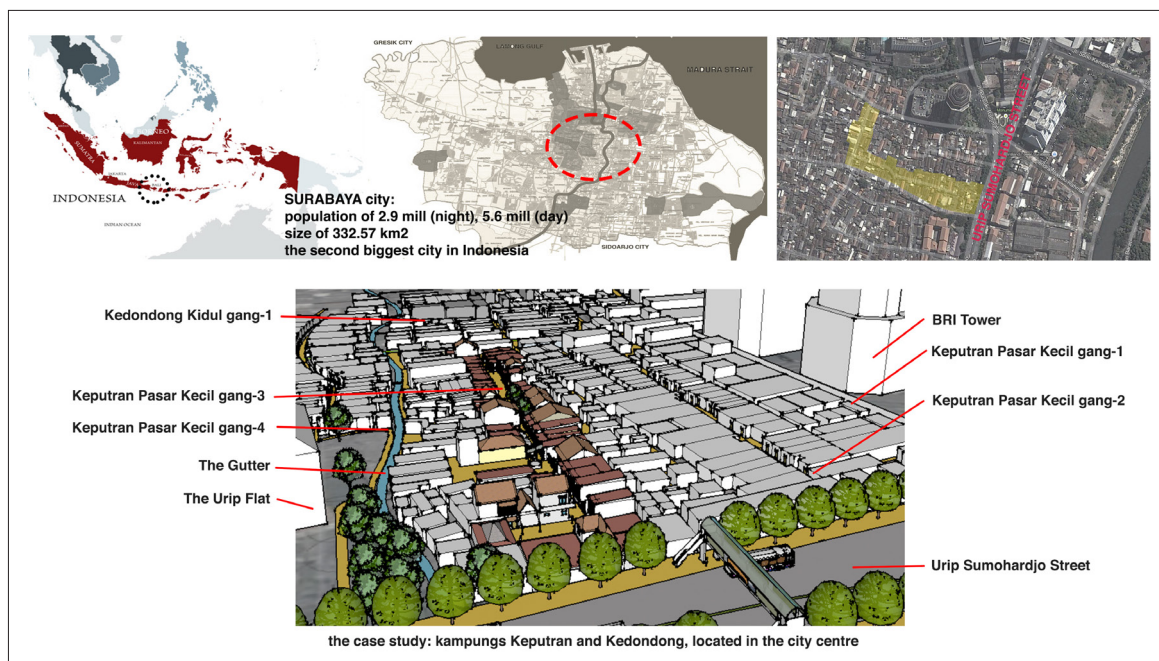 GRESIK CITY
MADURA STRAIT
SUMATRA
BORNEO
KALIMANTAN
JAKARTA
JAVA
INDONESIA
INDIAN OCEAN
SIDOARJO CITY
SURABAYA city:
population of 2.9 mill (night), 5.6 mill (day)
size of 332.57 km2
the second biggest city in Indonesia
Urip SUMOHARDJO STREET
Kedondong Kidul gang-1
Keputran Pasar Kecil gang-3
Keputran Pasar Kecil gang-4
The Gutter
The Urip Flat
BRI Tower
Keputran Pasar Kecil gang-1
Keputran Pasar Kecil gang-2
Urip Sumohardjo Street
the case study: kampungs Keputran and Kedondong, located in the city centre